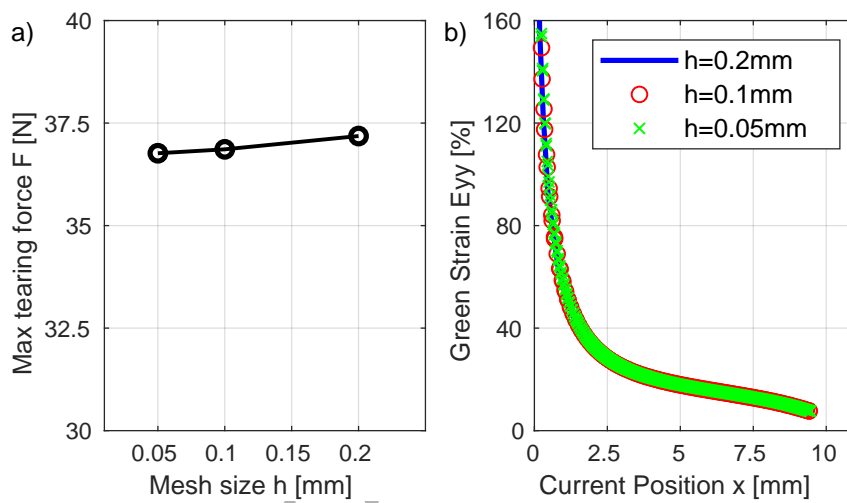 a)
Max tearing force F [N]
40
37.5
35
32.5
30
0.05
0.1
0.15
0.2
Mesh size h [mm]
b)
Green Strain Eyy [%]
160
120
80
40
0
0
2.5
5
7.5
10
Current Position x [mm]
h=0.2mm
h=0.1mm
h=0.05mm